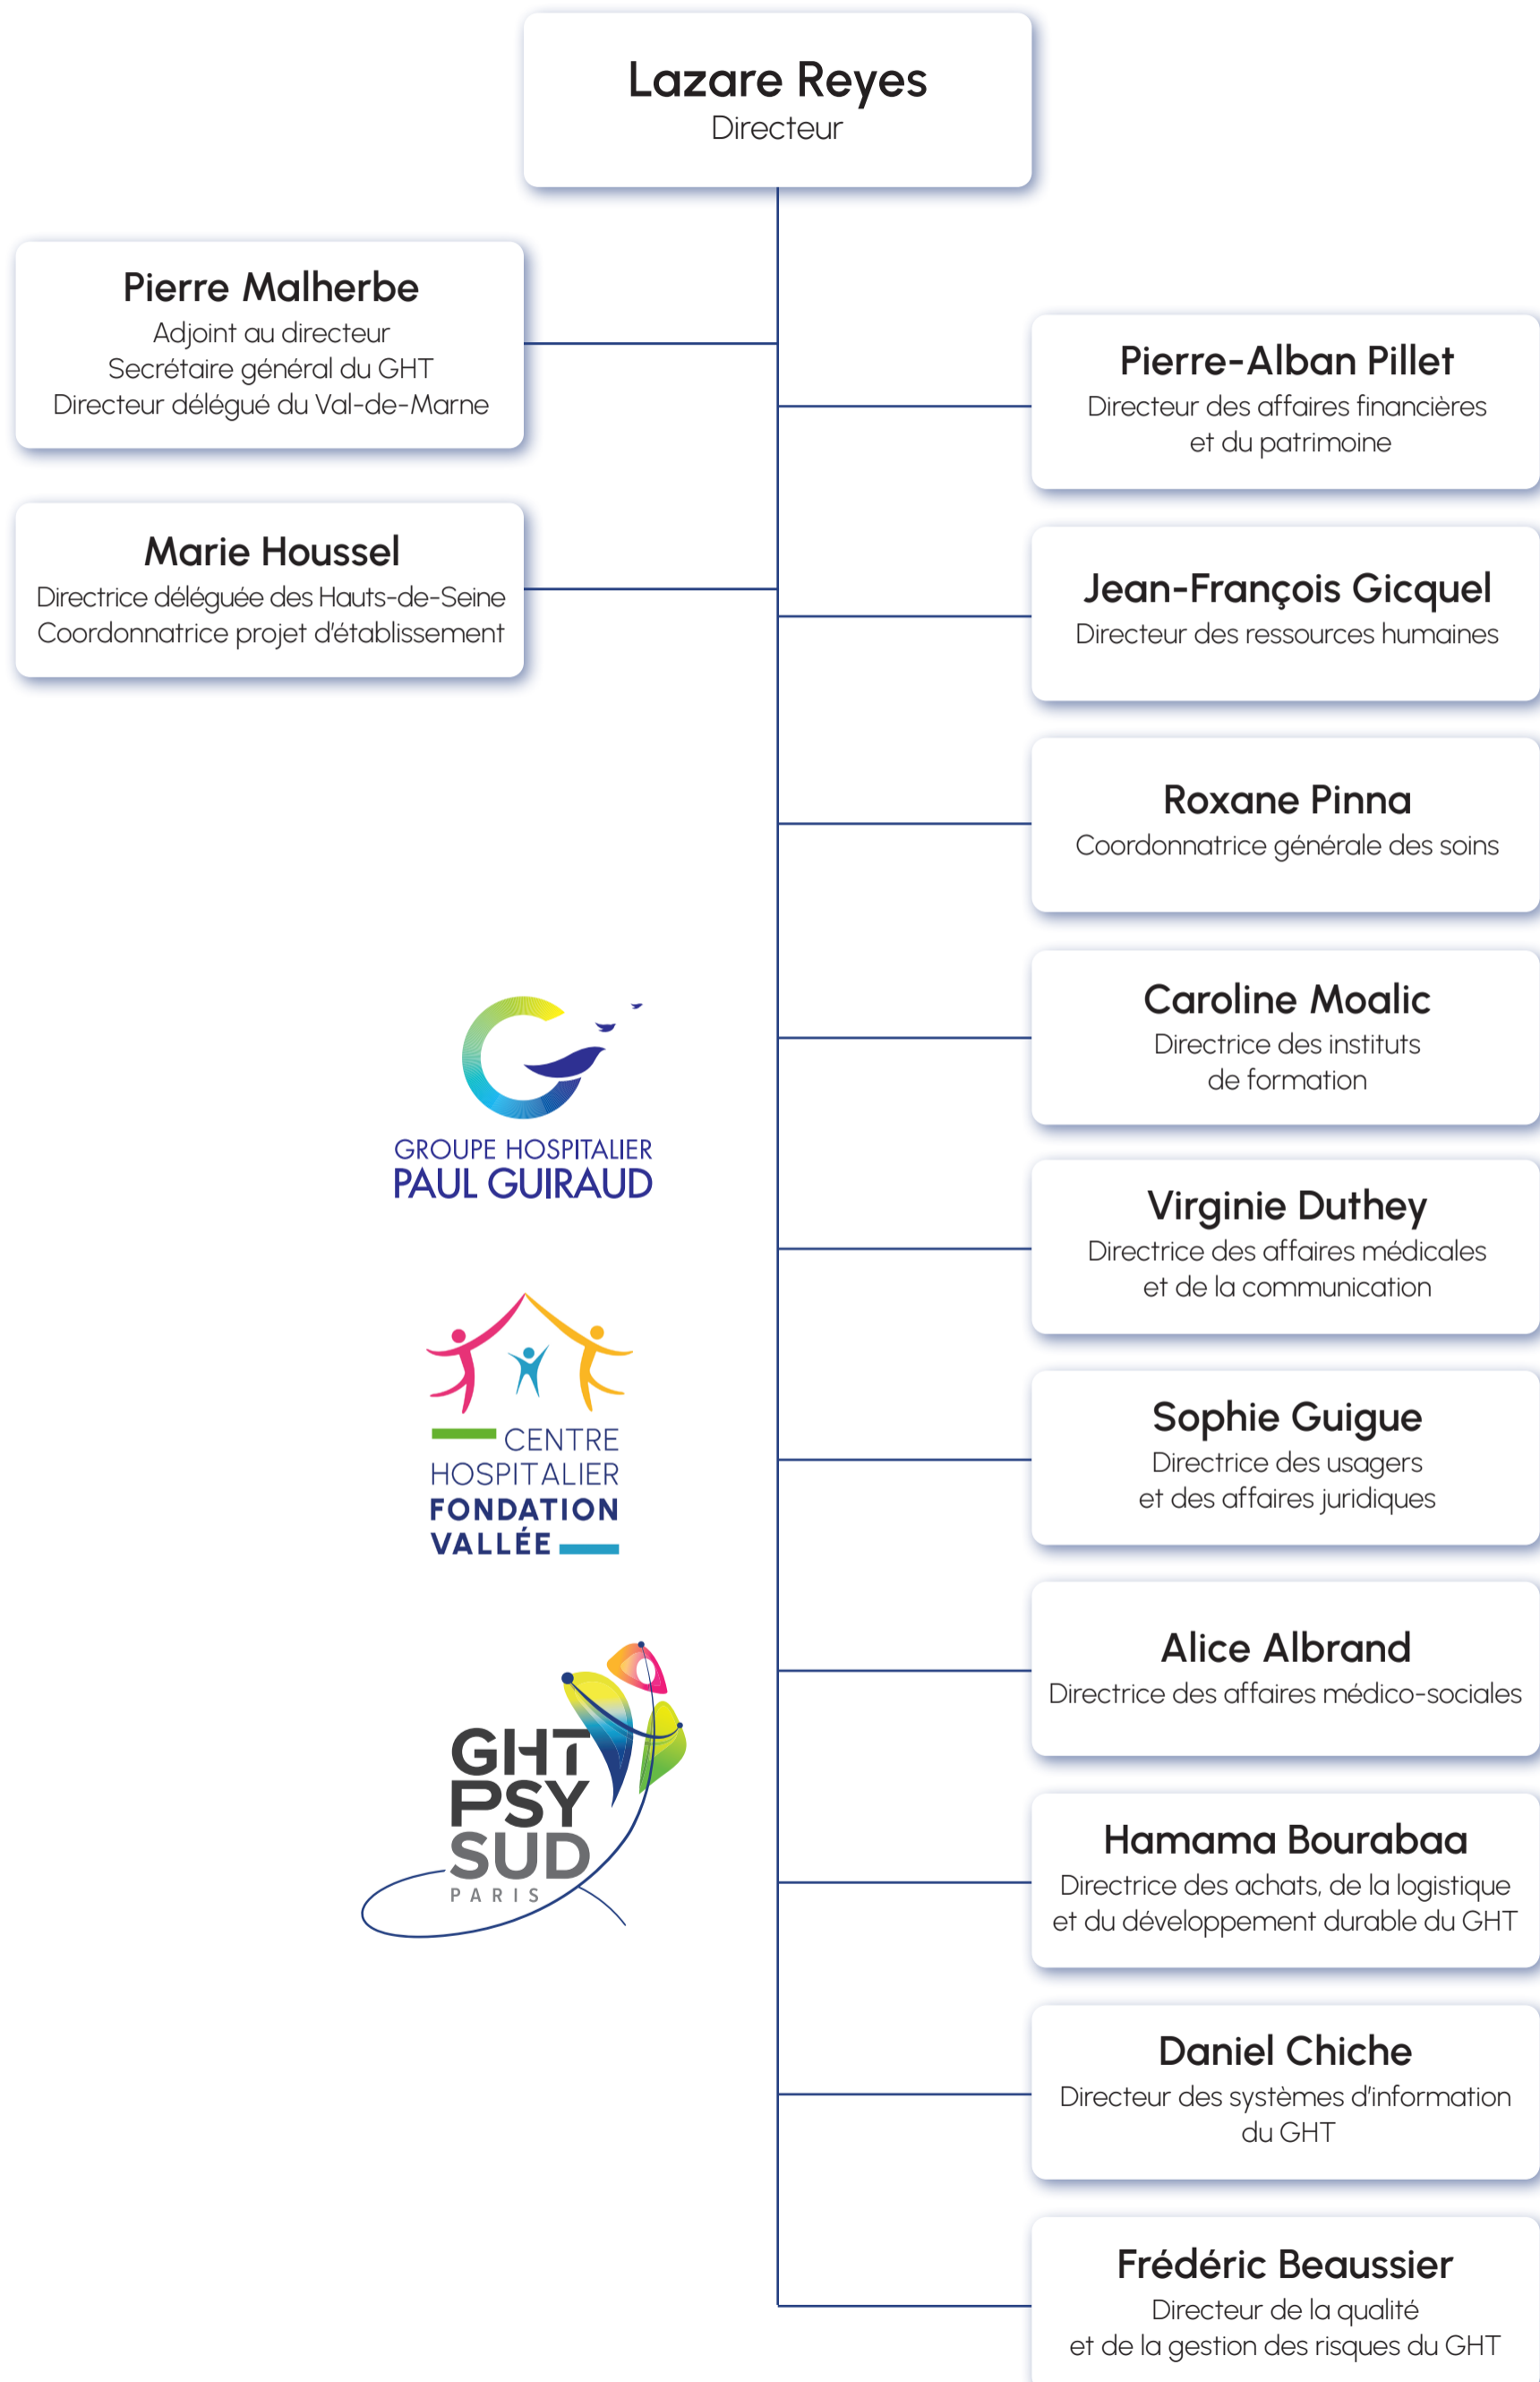 Lazare Reyes
Directeur
Pierre Malherbe
Adjoint au directeur
Secrétaire général du GHT
Directeur délégué du Val-de-Marne
Marie Houssel
Directrice déléguée des Hauts-de-Seine
Coordonnatrice projet d'établissement
Pierre-Alban Pillet
Directeur des affaires financières
et du patrimoine
Jean-François Gicquel
Directeur des ressources humaines
Roxane Pinna
Coordonnatrice générale des soins
Caroline Moalic
Directrice des instituts
de formation
Virginie Duthey
Directrice des affaires médicales
et de la communication
Sophie Guigue
Directrice des usagers
et des affaires juridiques
Alice Albrand
Directrice des affaires médico-sociales
Hamama Bourabaa
Directrice des achats, de la logistique
et du développement durable du GHT
Daniel Chiche
Directeur des systèmes d'information
du GHT
Frédéric Beaussier
Directeur de la qualité
et de la gestion des risques du GHT
GROUPE HOSPITALIER
PAUL GUIRAUD
CENTRE
HOSPITALIER
FONDATION
VALLÉE
GHT
PSY
SUD
PARIS